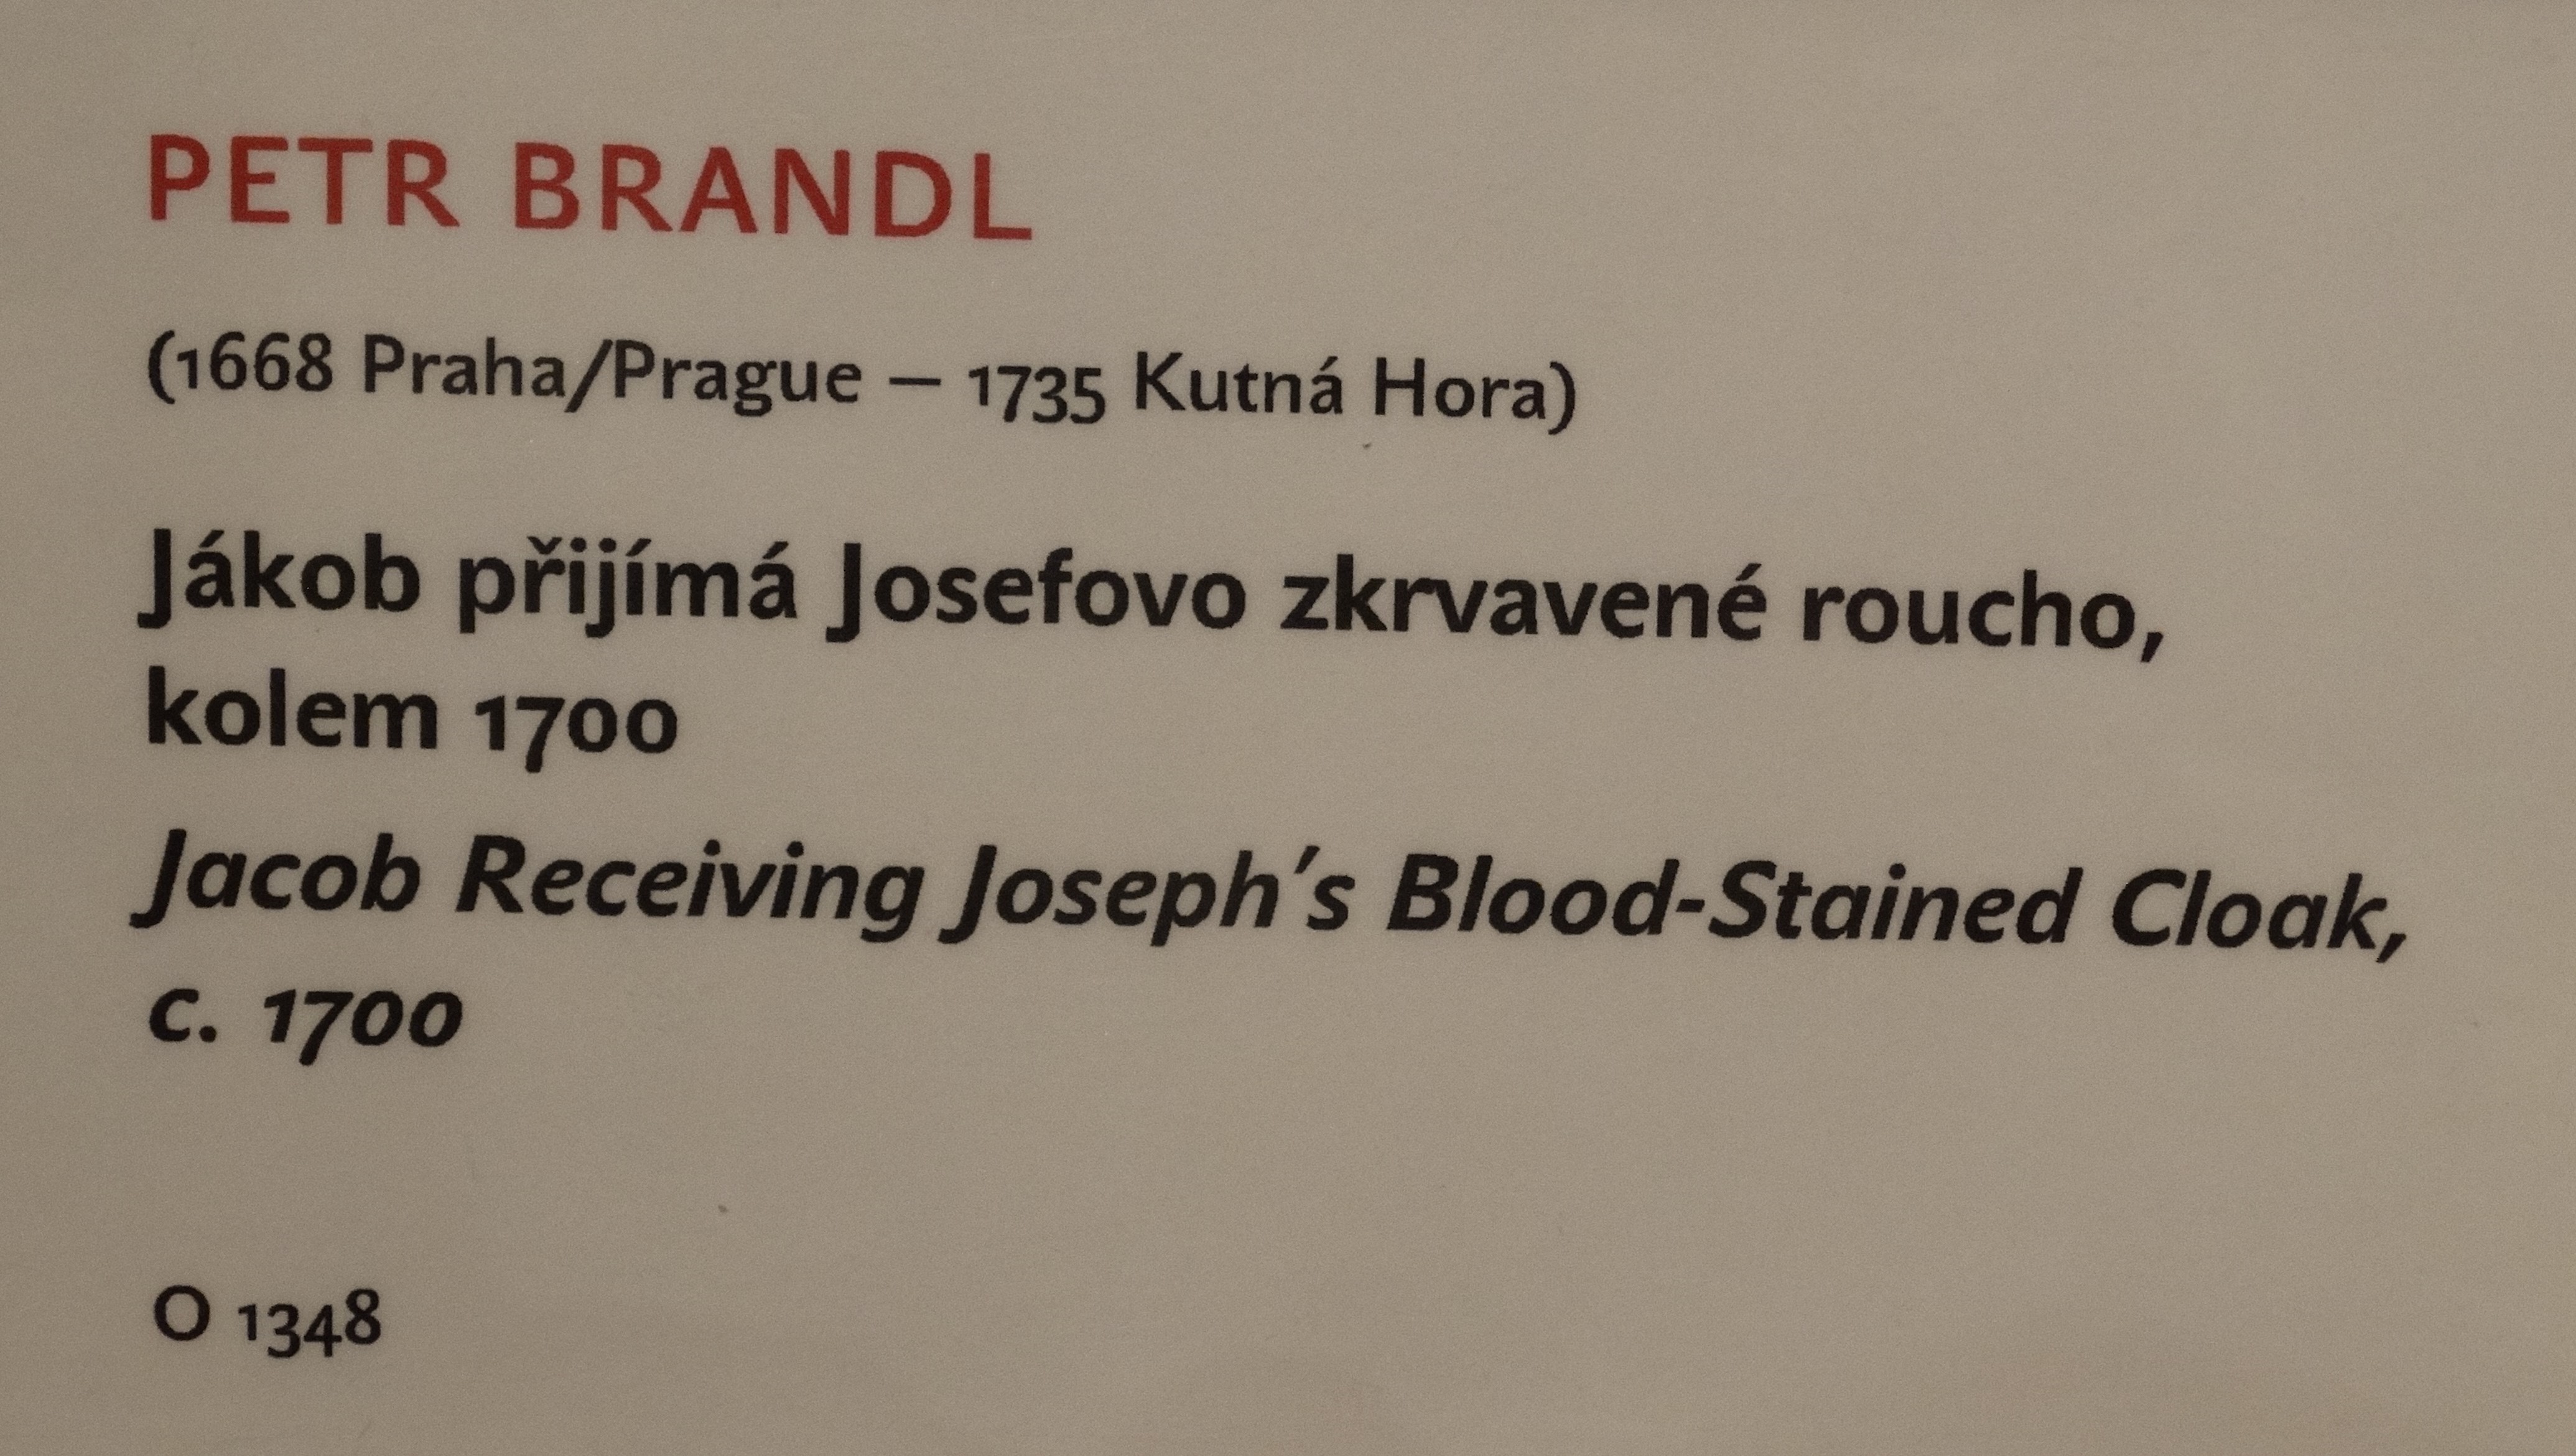 PETR BRANDL
(1668 Praha/Prague – 1735 Kutná Hora)
Jákob přijímá Josefovo zkrvavené roucho,
kolem 1700
Jacob Receiving Joseph's Blood-Stained Cloak,
c. 1700
O 1348